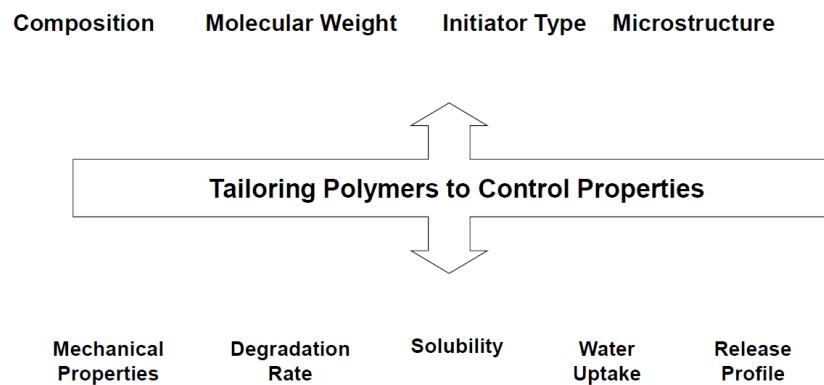 Composition Molecular Weight Initiator Type Microstructure
Tailoring Polymers to Control Properties
Mechanical Properties
Degradation Rate
Solubility
Water Uptake
Release Profile